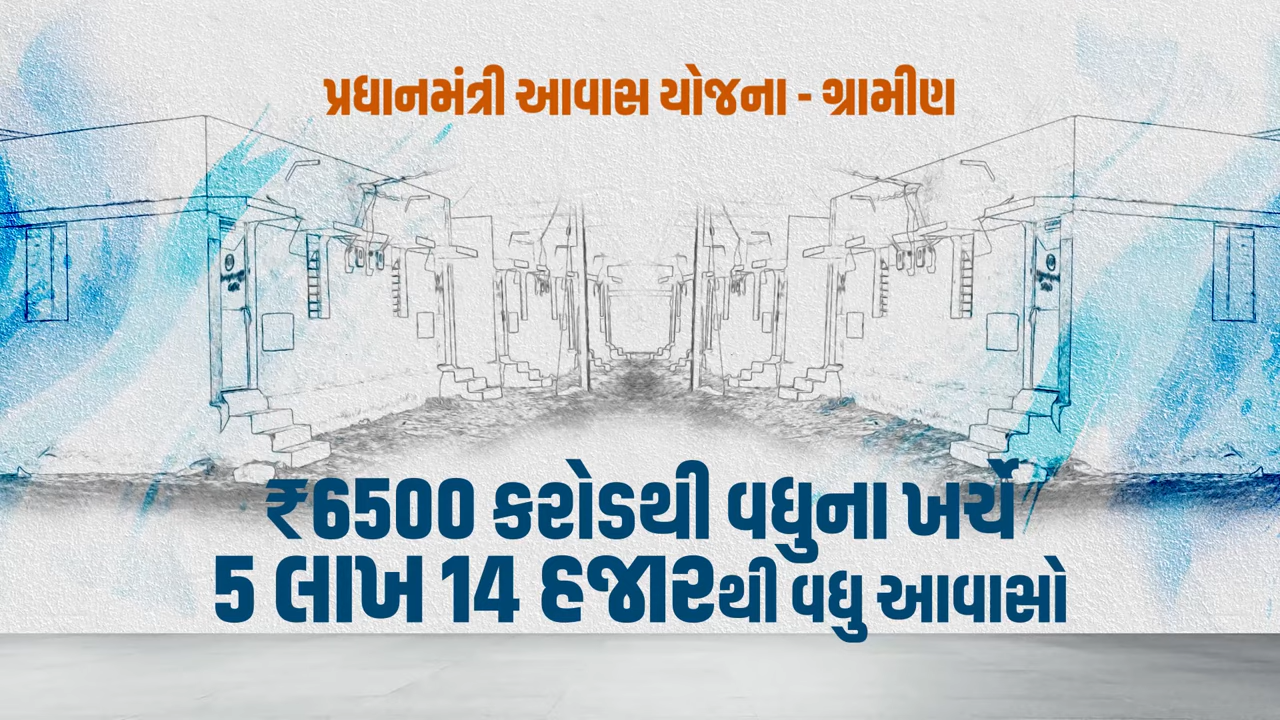 પ્રધાનમંત્રી આવાસ યોજના - ગ્રામીણ
₹6500 કરોડથી વધુના ખર્ચે
5 લાખ 14 હજારથી વધુ આવાસો